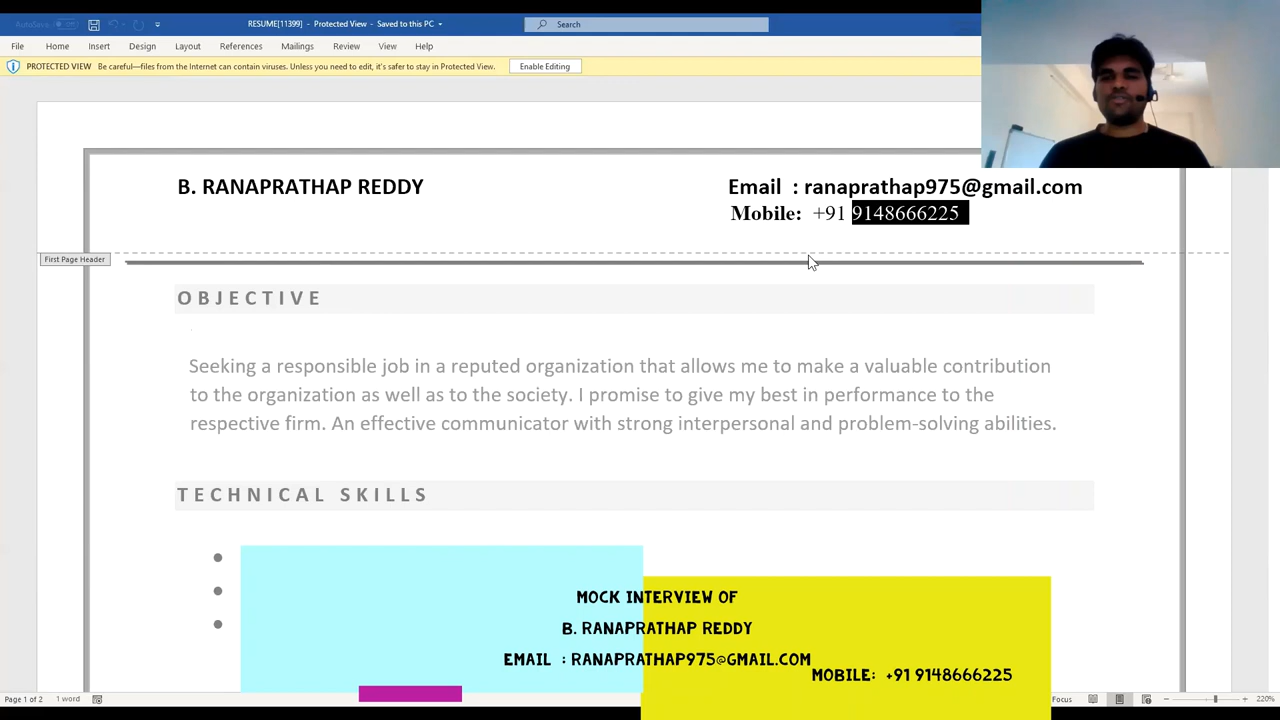 AutoSave Off RESUME[11399] - Protected View - Saved to this PC Search
File Home Insert Design Layout References Mailings Review View Help
PROTECTED VIEW Be careful—files from the Internet can contain viruses. Unless you need to edit, it's safer to stay in Protected View. Enable Editing
B. RANAPRATHAP REDDY Email : ranaprathap975@gmail.com
Mobile: +91 9148666225
First Page Header
OBJECTIVE
Seeking a responsible job in a reputed organization that allows me to make a valuable contribution
to the organization as well as to the society. I promise to give my best in performance to the
respective firm. An effective communicator with strong interpersonal and problem-solving abilities.
TECHNICAL SKILLS
MOCK INTERVIEW OF
B. RANAPRATHAP REDDY
EMAIL : RANAPRATHAP975@GMAIL.COM
MOBILE: +91 9148666225
Page 1 of 2 1 word Focus 220%